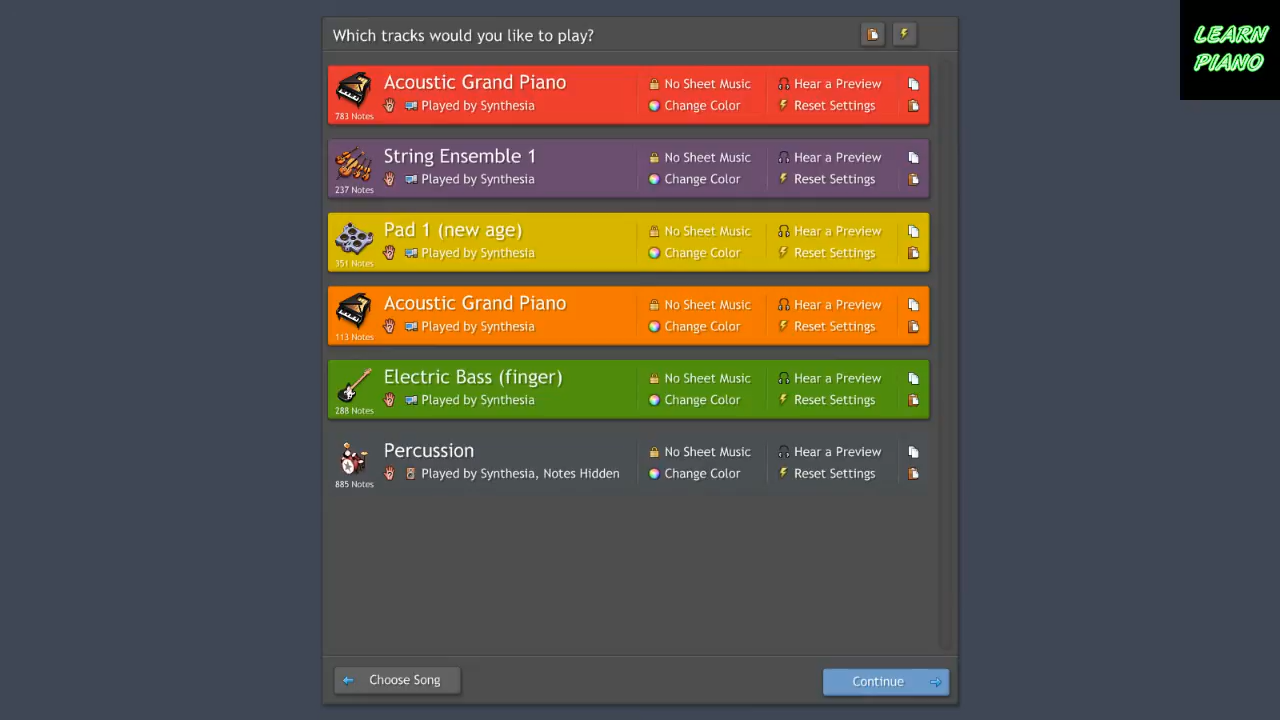 Which tracks would you like to play?
LEARN
PIANO
Acoustic Grand Piano
No Sheet Music
Hear a Preview
783 Notes
Played by Synthesia
Change Color
Reset Settings
String Ensemble 1
No Sheet Music
Hear a Preview
237 Notes
Played by Synthesia
Change Color
Reset Settings
Pad 1 (new age)
No Sheet Music
Hear a Preview
351 Notes
Played by Synthesia
Change Color
Reset Settings
Acoustic Grand Piano
No Sheet Music
Hear a Preview
113 Notes
Played by Synthesia
Change Color
Reset Settings
Electric Bass (finger)
No Sheet Music
Hear a Preview
288 Notes
Played by Synthesia
Change Color
Reset Settings
Percussion
No Sheet Music
Hear a Preview
885 Notes
Played by Synthesia, Notes Hidden
Change Color
Reset Settings
Choose Song
Continue